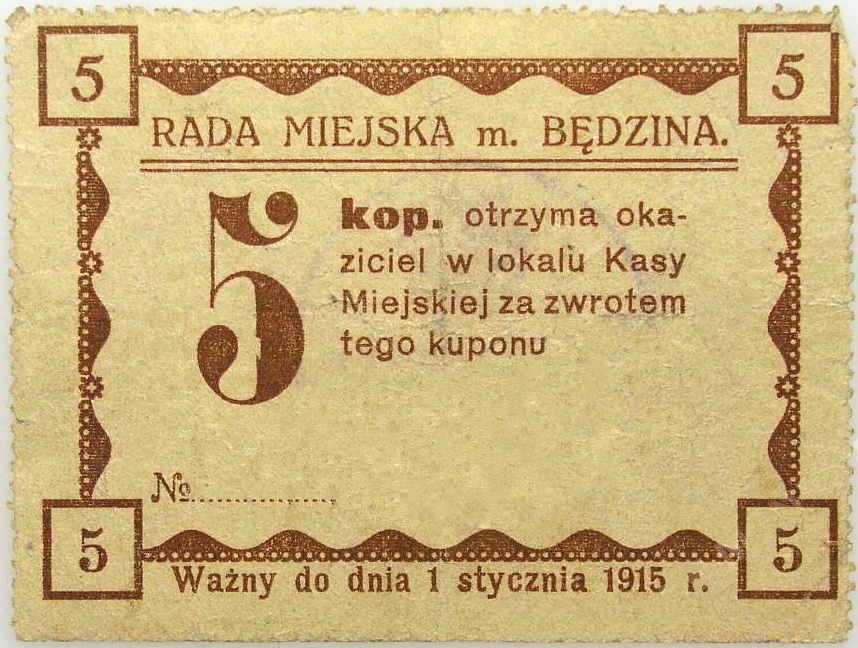 5 5
RADA MIEJSKA m. BĘDZINA.
5 kop. otrzyma oka-
ziciel w lokalu Kasy
Miejskiej za zwrotem
tego kuponu
№
5 5
Ważny do dnia 1 stycznia 1915 r.